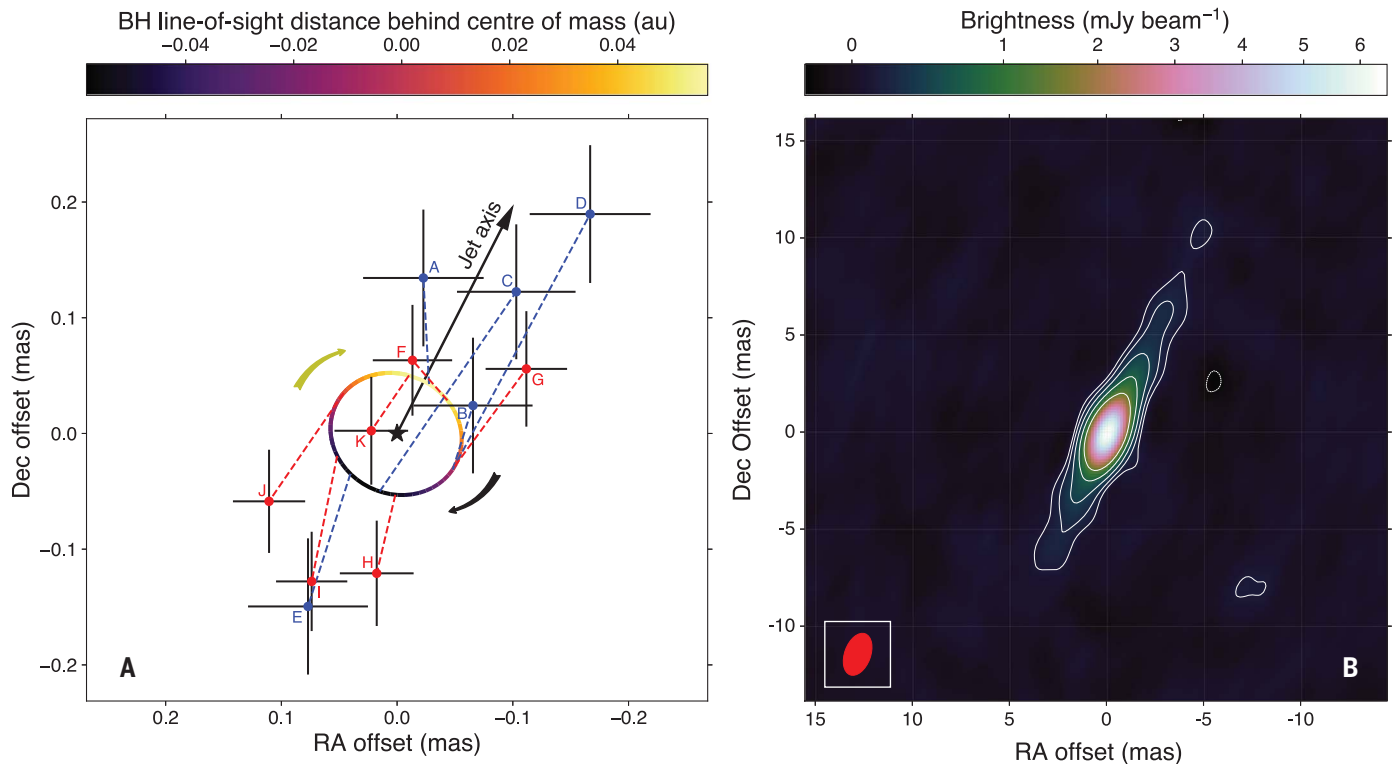 BH line-of-sight distance behind centre of mass (au)
−0.04 −0.02 0.00 0.02 0.04
Dec offset (mas)
0.2
0.1
0.0
−0.1
−0.2
D
Jet axis
A
C
F
G
B
K
J
H
I
E
A
0.2 0.1 0.0 −0.1 −0.2
RA offset (mas)
Brightness (mJy beam⁻¹)
0 1 2 3 4 5 6
Dec Offset (mas)
15
10
5
0
-5
-10
B
15 10 5 0 -5 -10
RA offset (mas)